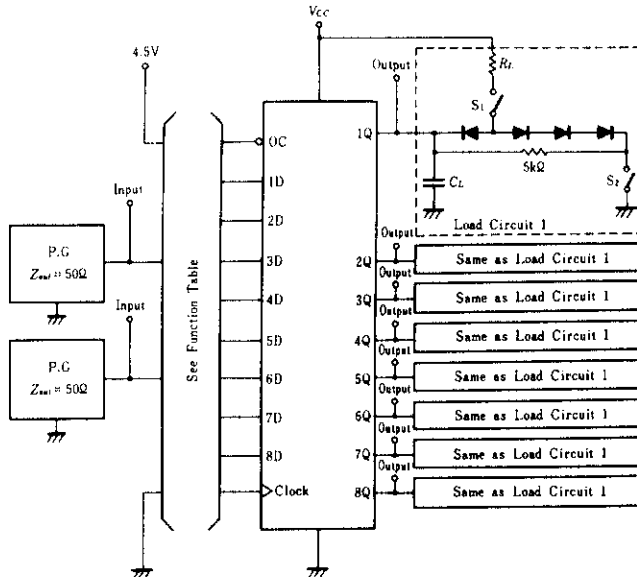 VCC
4.5V
Output
RL
S1
1Q
OC
5kΩ
1D
CL
S2
Input
2D
Load Circuit 1
P.G
Zout = 50Ω
3D
Output
2Q
Same as Load Circuit 1
See Function Table
Output
3Q
Same as Load Circuit 1
4D
Input
Output
4Q
Same as Load Circuit 1
5D
P.G
Zout = 50Ω
Output
5Q
Same as Load Circuit 1
6D
Output
6Q
Same as Load Circuit 1
7D
Output
7Q
Same as Load Circuit 1
8D
Output
8Q
Same as Load Circuit 1
Clock